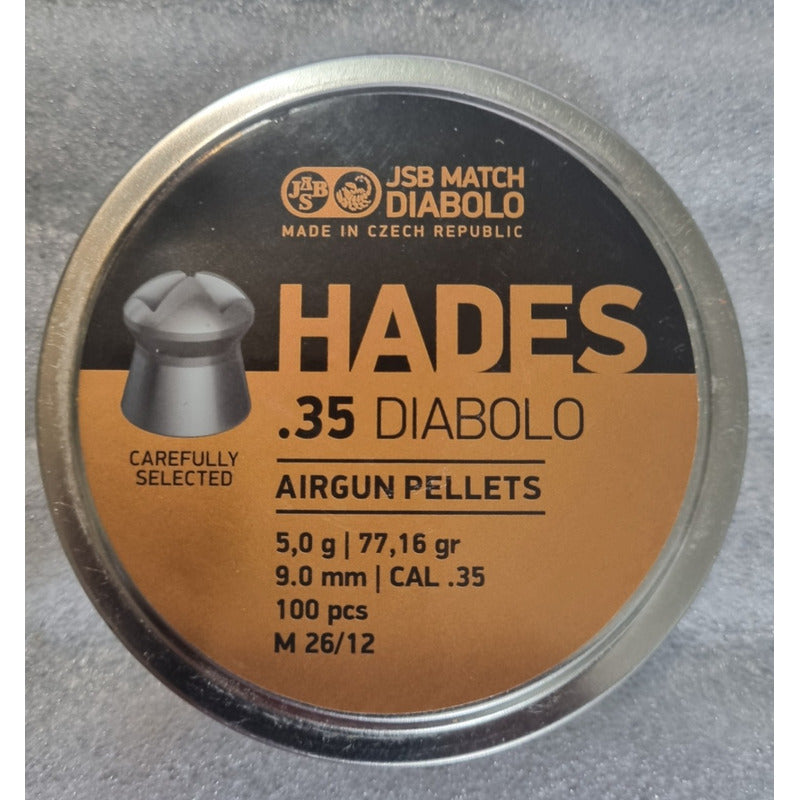 JÄSB
JSB MATCH
DIABOLO
MADE IN CZECH REPUBLIC
HADES
.35 DIABOLO
CAREFULLY
SELECTED
AIRGUN PELLETS
5,0 g | 77,16 gr
9.0 mm | CAL .35
100 pcs
M 26/12